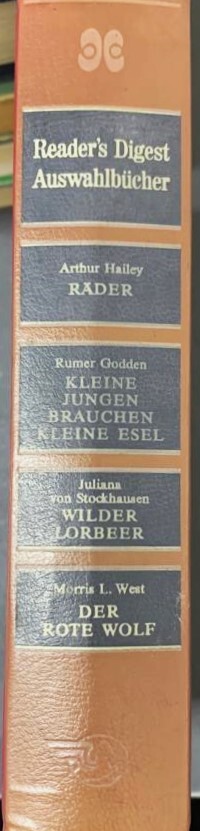 Reader's Digest
Auswahlbücher
Arthur Hailey
RÄDER
Rumer Godden
KLEINE
JUNGEN
BRAUCHEN
KLEINE ESEL
Juliana
von Stockhausen
WILDER
LORBEER
Morris L. West
DER
ROTE WOLF